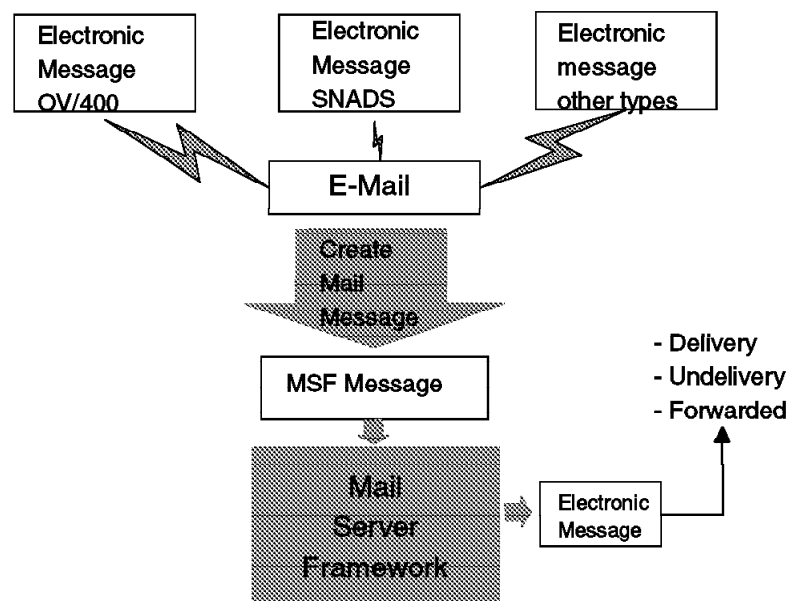 Electronic
Message
OV/400
Electronic
Message
SNADS
Electronic
message
other types
E-Mail
Create
Mail
Message
MSF Message
- Delivery
- Undelivery
- Forwarded
Mail
Server
Framework
Electronic
Message